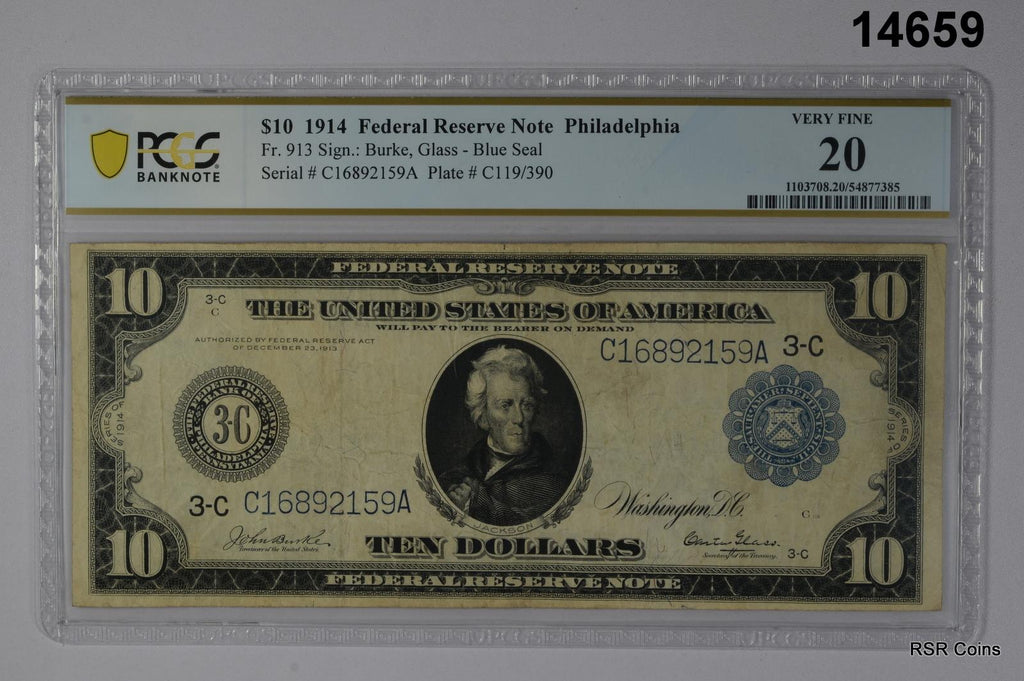 14659
PCGS
BANKNOTE
$10 1914 Federal Reserve Note Philadelphia
Fr. 913 Sign.: Burke, Glass - Blue Seal
Serial # C16892159A Plate # C119/390
VERY FINE
20
1103708.20/54877385
FEDERAL RESERVE NOTE
10
10
3-C
C
THE UNITED STATES OF AMERICA
WILL PAY TO THE BEARER ON DEMAND
AUTHORIZED BY FEDERAL RESERVE ACT
OF DECEMBER 23, 1913
C16892159A 3-C
SERIES OF
1914
3-C
SERIES OF
1914
3-C C16892159A
Washington, D.C.
JACKSON
John Burke
Treasurer of the United States.
TEN DOLLARS
Carter Glass.
Secretary of the Treasury.
3-C
10
10
FEDERAL RESERVE NOTE
RSR Coins